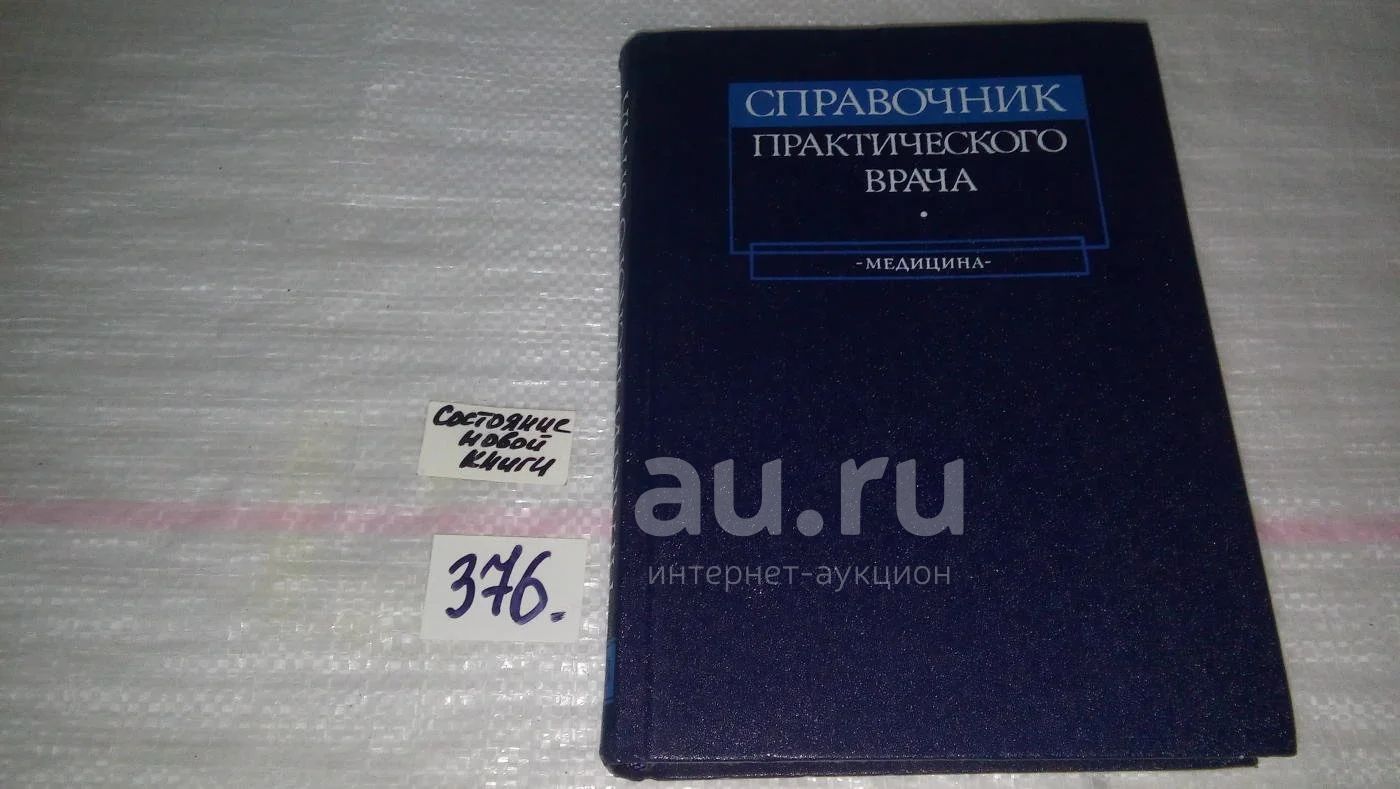 СПРАВОЧНИК
ПРАКТИЧЕСКОГО
ВРАЧА
-МЕДИЦИНА-
Состояние
новой
книги
376.
au.ru
интернет-аукцион